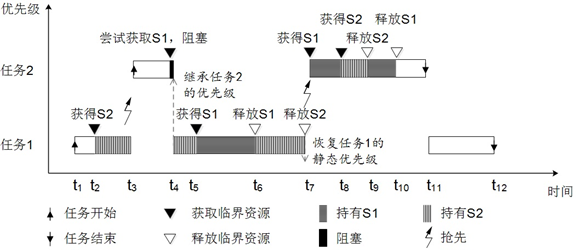 优先级
尝试获取S1，阻塞
获得S1
获得S2
释放S1
释放S2
任务2
继承任务2
的优先级
获得S2
获得S1
释放S1
释放S2
恢复任务1的
静态优先级
任务1
t1
t2
t3
t4
t5
t6
t7
t8
t9
t10
t11
t12
时间
任务开始
获取临界资源
持有S1
持有S2
任务结束
释放临界资源
阻塞
抢先